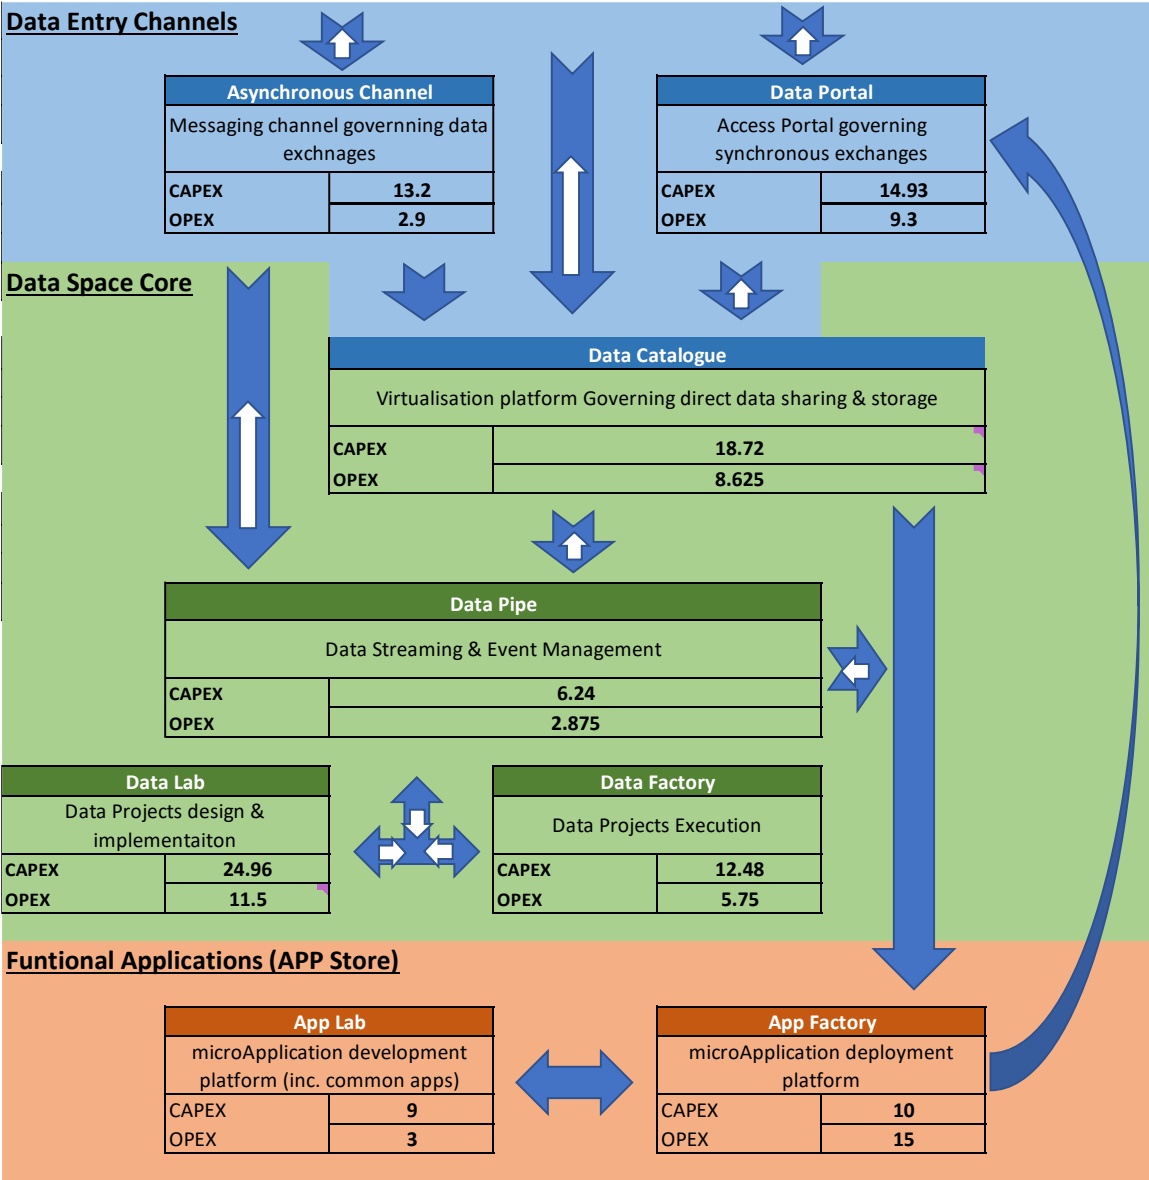 Data Entry Channels
Asynchronous Channel
Messaging channel governning data
exchnages
CAPEX 13.2
OPEX 2.9
Data Portal
Access Portal governing
synchronous exchanges
CAPEX 14.93
OPEX 9.3
Data Space Core
Data Catalogue
Virtualisation platform Governing direct data sharing & storage
CAPEX 18.72
OPEX 8.625
Data Pipe
Data Streaming & Event Management
CAPEX 6.24
OPEX 2.875
Data Lab
Data Projects design &
implementaiton
CAPEX 24.96
OPEX 11.5
Data Factory
Data Projects Execution
CAPEX 12.48
OPEX 5.75
Funtional Applications (APP Store)
App Lab
microApplication development
platform (inc. common apps)
CAPEX 9
OPEX 3
App Factory
microApplication deployment
platform
CAPEX 10
OPEX 15